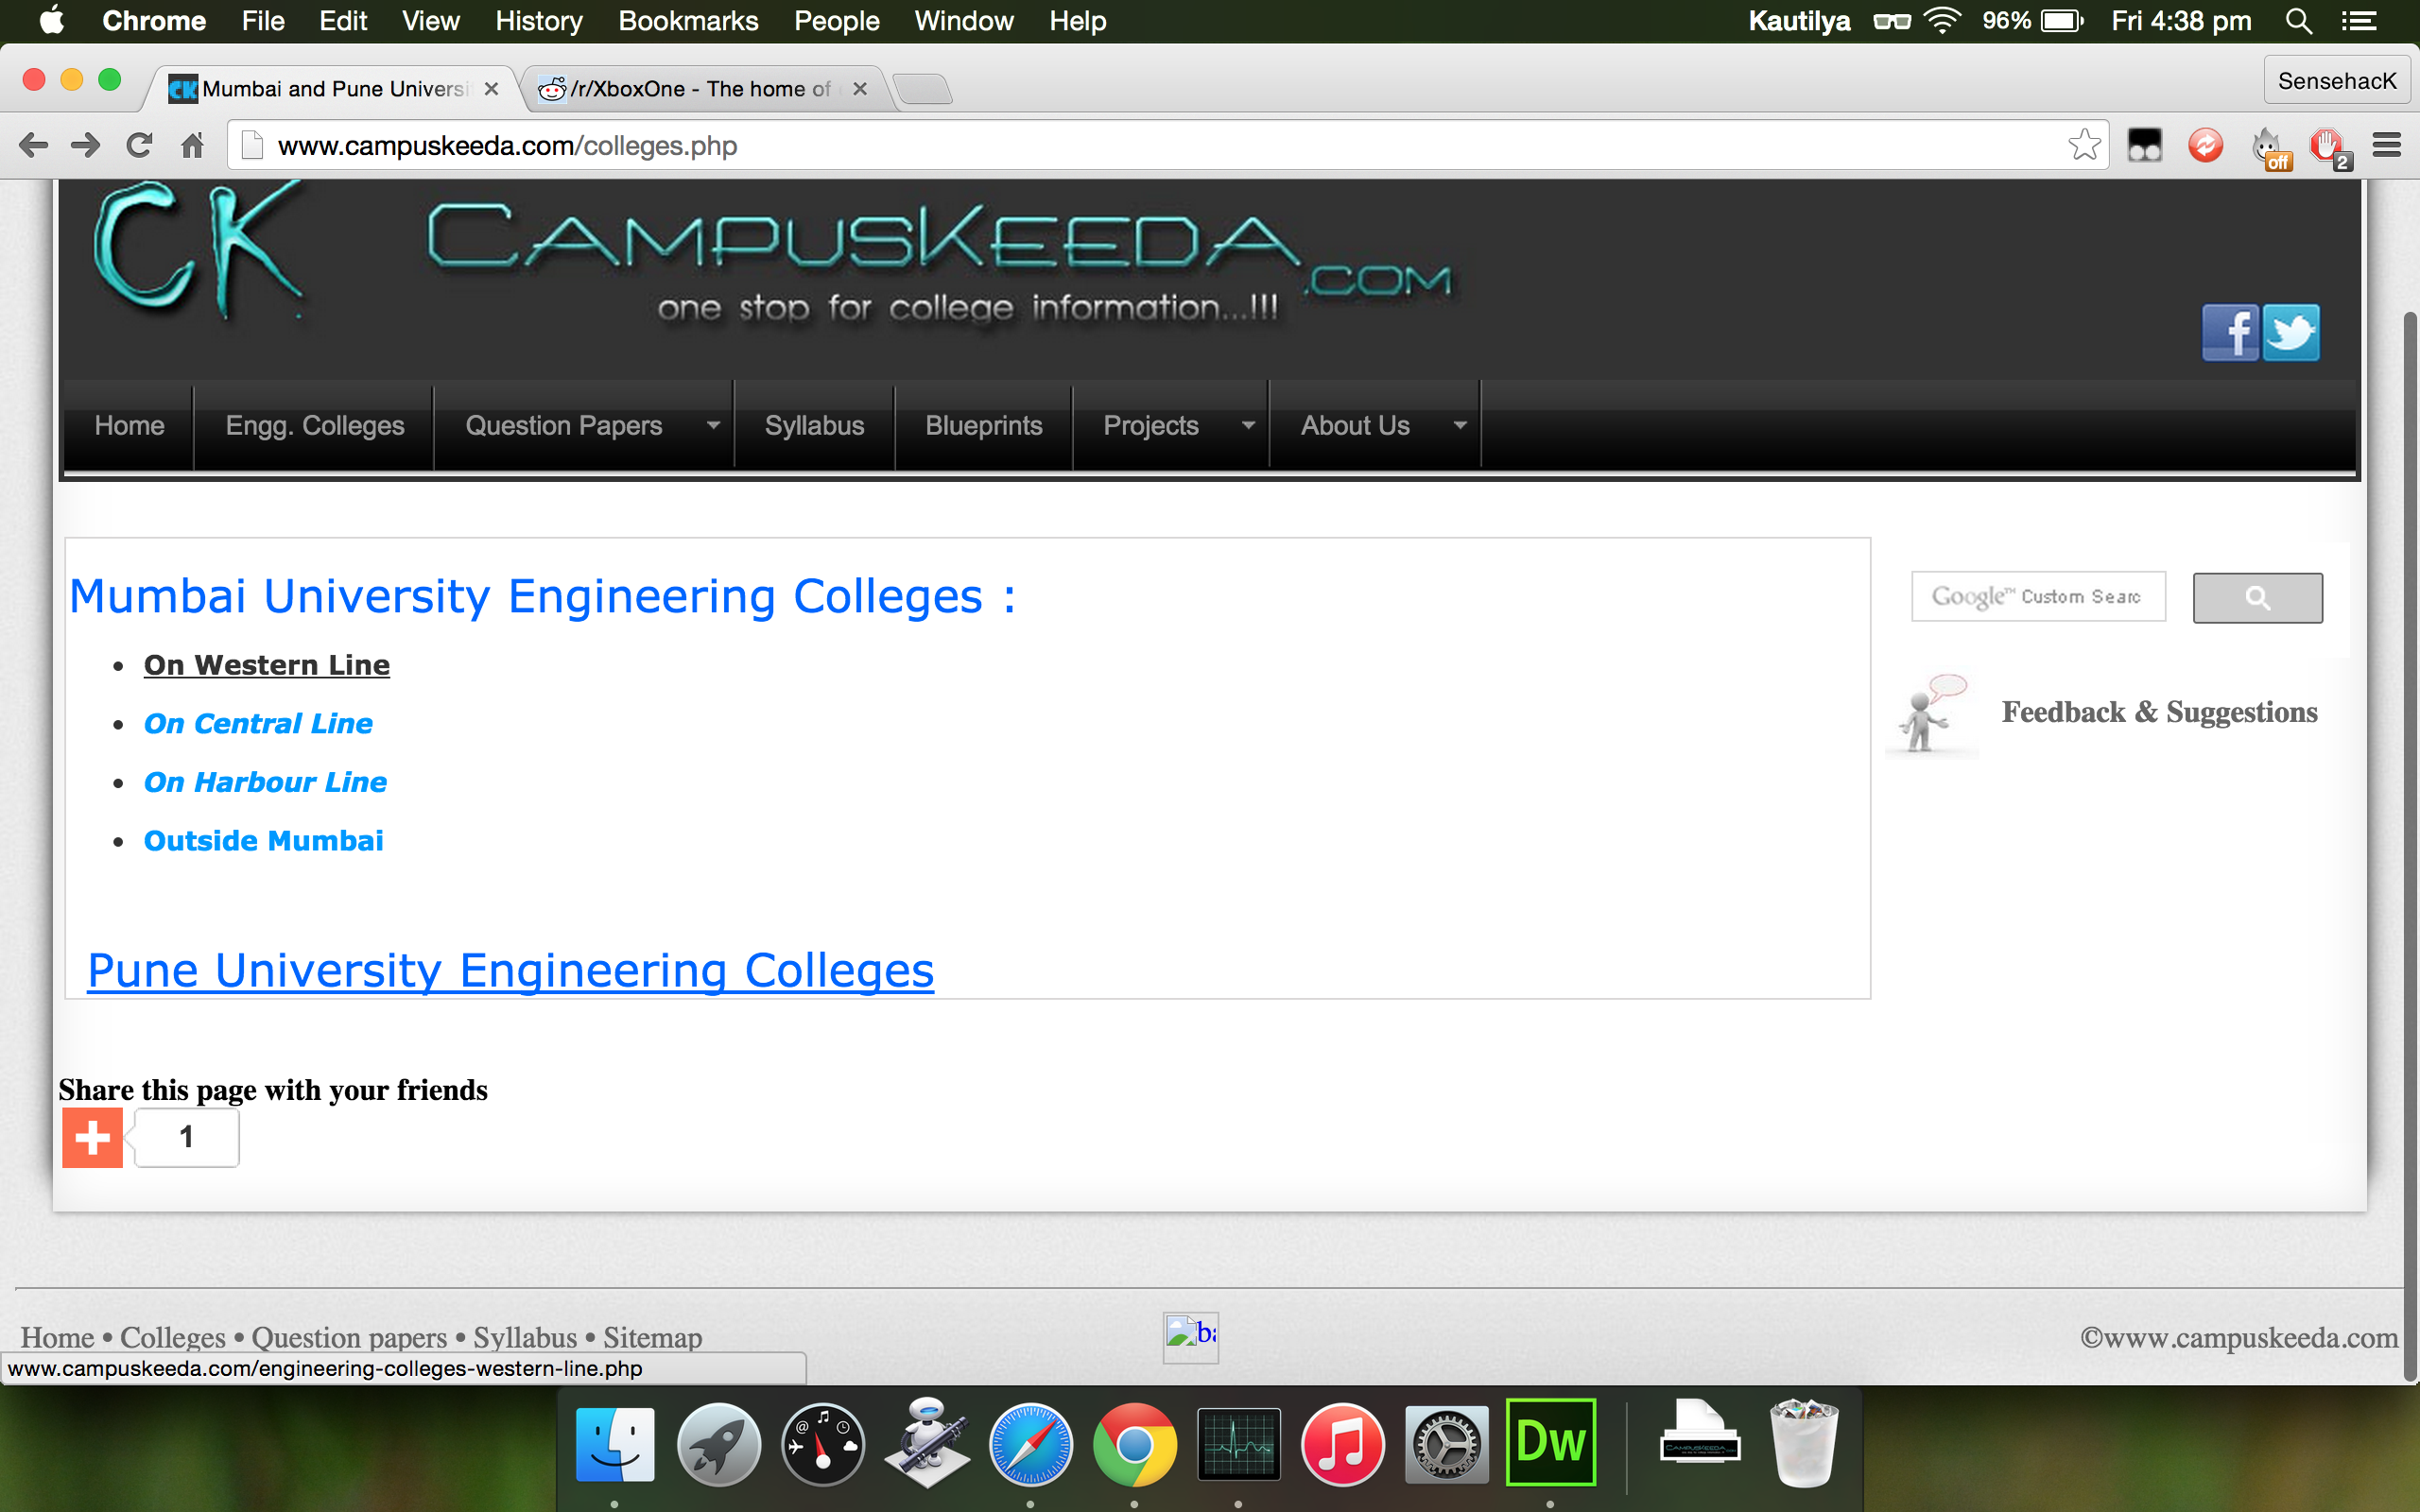 Chrome File Edit View History Bookmarks People Window Help Kautilya 96% Fri 4:38 pm
CK Mumbai and Pune Universi /r/XboxOne - The home of SensehacK
www.campuskeeda.com/colleges.php off 2
CK CAMPUSKEEDA.COM
one stop for college information...!!!
f
Home Engg. Colleges Question Papers Syllabus Blueprints Projects About Us
Mumbai University Engineering Colleges :
Google™ Custom Searc
• On Western Line
• On Central Line
Feedback & Suggestions
• On Harbour Line
• Outside Mumbai
Pune University Engineering Colleges
Share this page with your friends
1
Home • Colleges • Question papers • Syllabus • Sitemap ba ©www.campuskeeda.com
www.campuskeeda.com/engineering-colleges-western-line.php
Dw